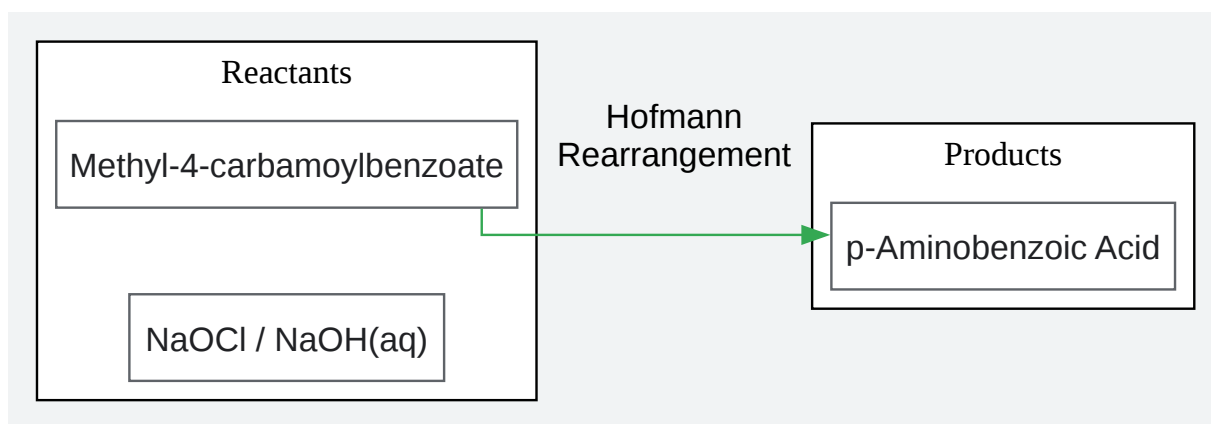 Reactants
Methyl-4-carbamoylbenzoate
NaOCl / NaOH(aq)
Hofmann
Rearrangement
Products
p-Aminobenzoic Acid